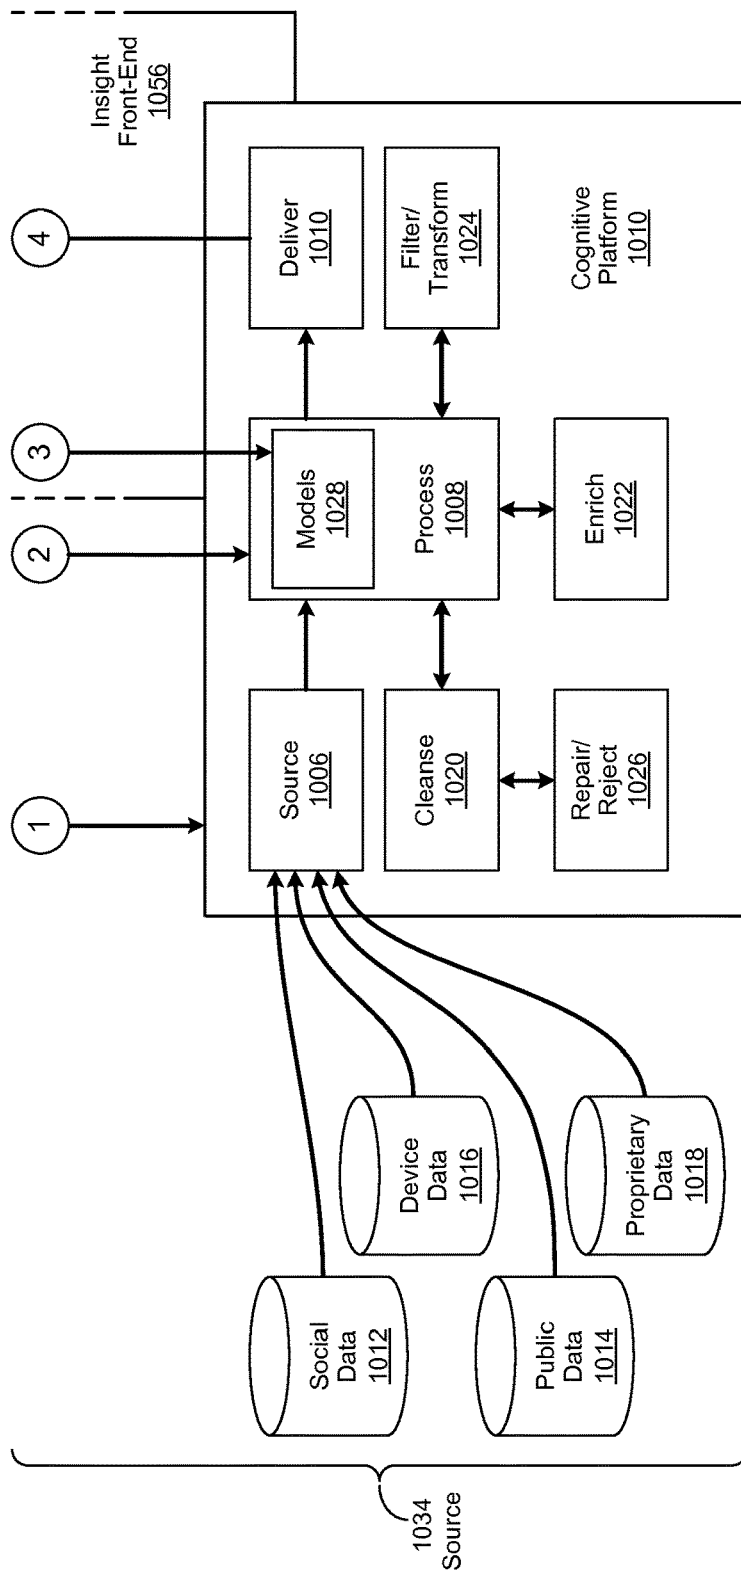 1
2
3
4
Insight
Front-End
1056
Source
1006
Models
1028
Process
1008
Deliver
1010
Cleanse
1020
Filter/
Transform
1024
Repair/
Reject
1026
Enrich
1022
Cognitive
Platform
1010
Social
Data
1012
Device
Data
1016
Public
Data
1014
Proprietary
Data
1018
1034
Source